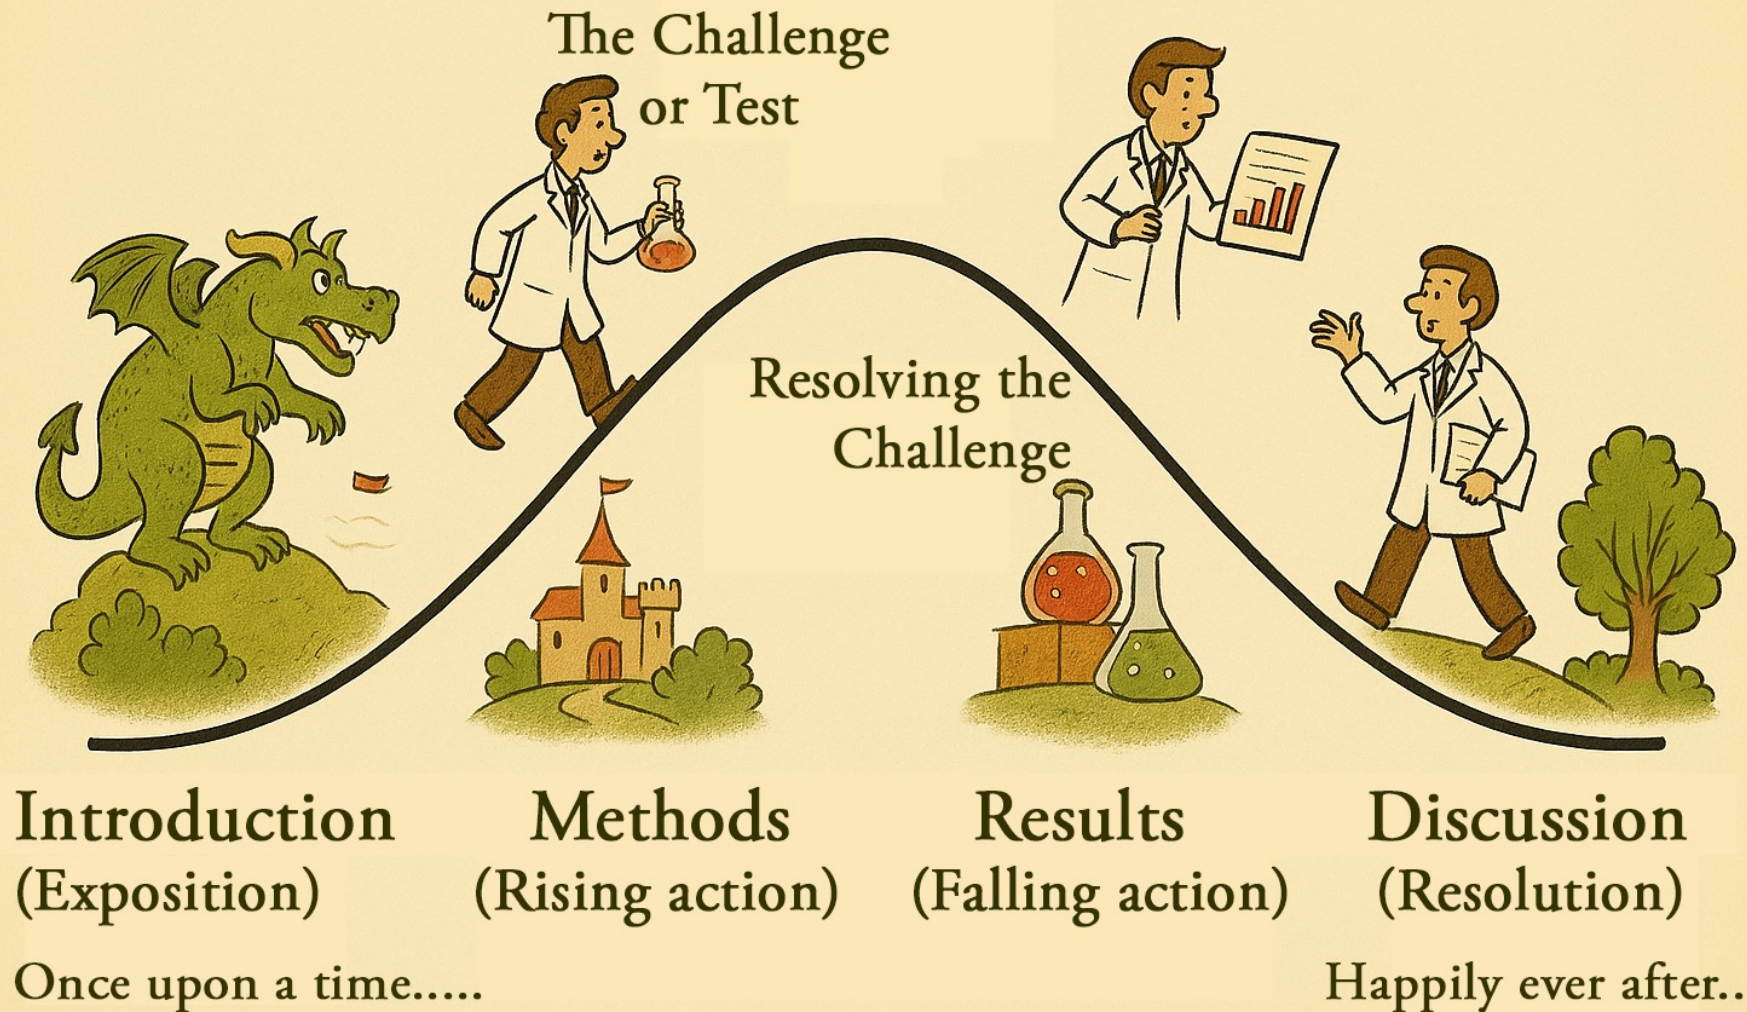 The Challenge
or Test
Resolving the
Challenge
Introduction
(Exposition)
Once upon a time.....
Methods
(Rising action)
Results
(Falling action)
Discussion
(Resolution)
Happily ever after..